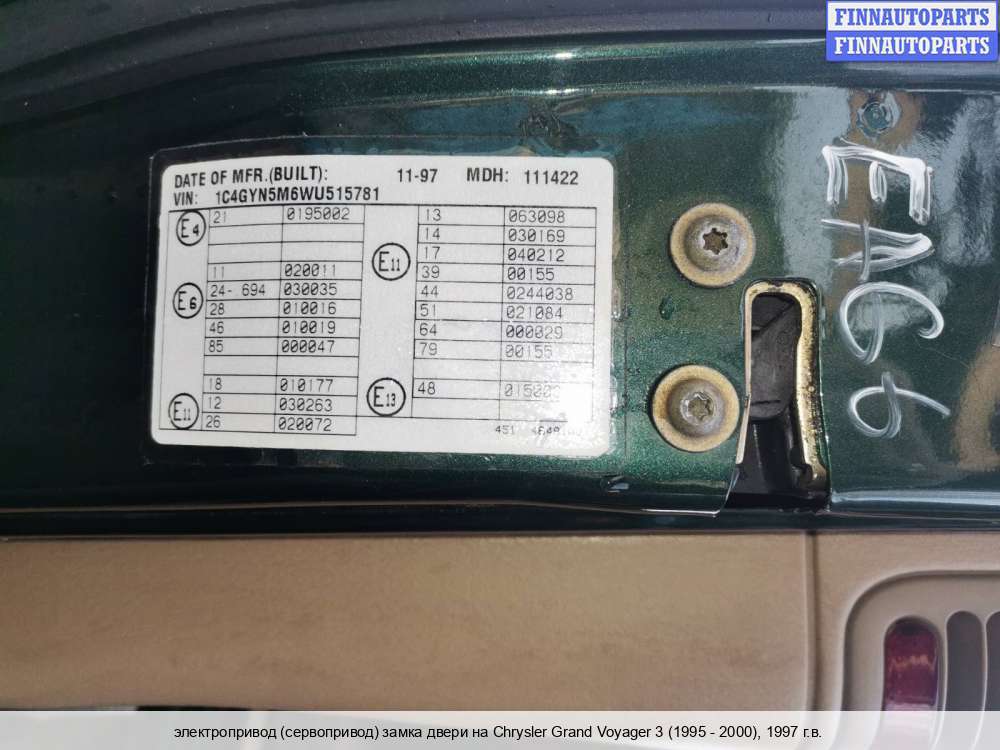 FINNAUTOPARTS
FINNAUTOPARTS
DATE OF MFR.(BUILT): 11-97 MDH: 111422
VIN: 1C4GYN5M6WU515781
E4 21 0195002
11 020011
E6 24- 694 030035
28 010016
46 010019
85 000047
18 010177
E11 12 030263
26 020072
13 063098
14 030169
E11 17 040212
39 00155
44 0244038
51 021084
64 000029
79 00155
E13 48
451
EAG6
электропривод (сервопривод) замка двери на Chrysler Grand Voyager 3 (1995 - 2000), 1997 г.в.